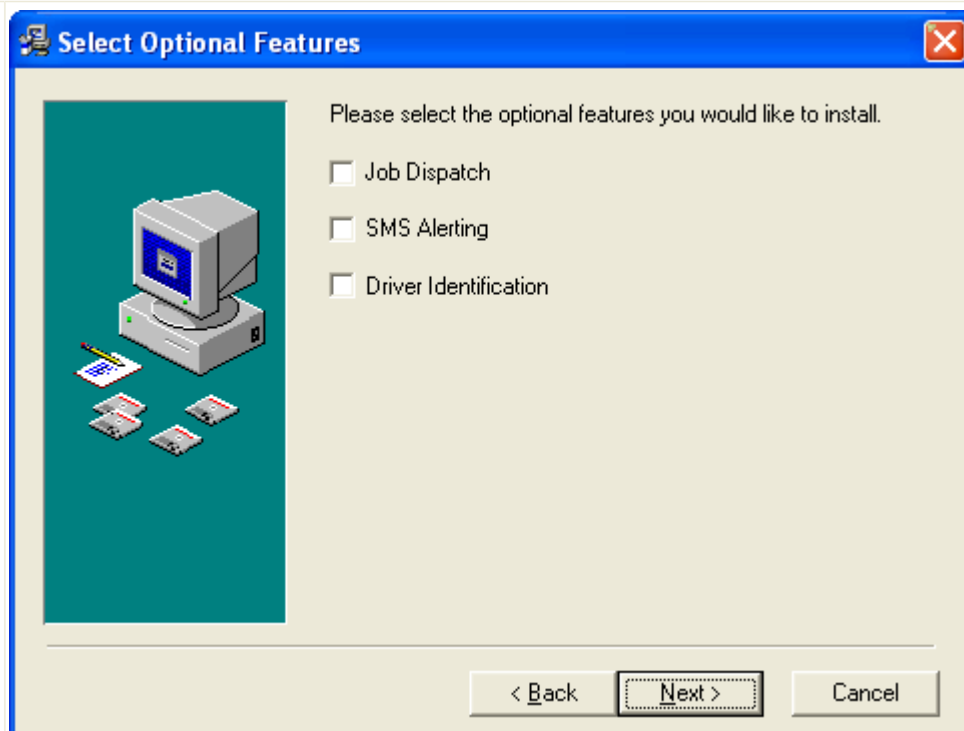 Select Optional Features
Please select the optional features you would like to install.
Job Dispatch
SMS Alerting
Driver Identification
< Back
Next >
Cancel